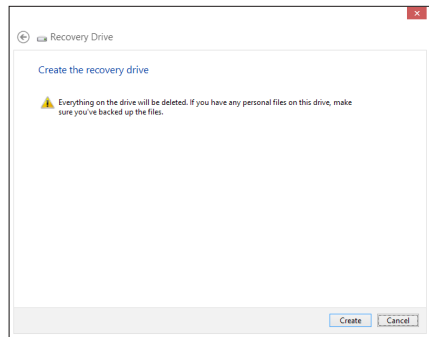 Recovery Drive
Create the recovery drive
Everything on the drive will be deleted. If you have any personal files on this drive, make
sure you've backed up the files.
Create Cancel